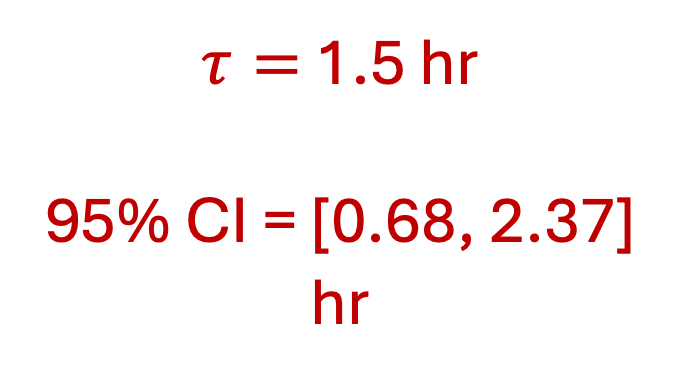 τ = 1.5 hr
95% CI = [0.68, 2.37]
hr